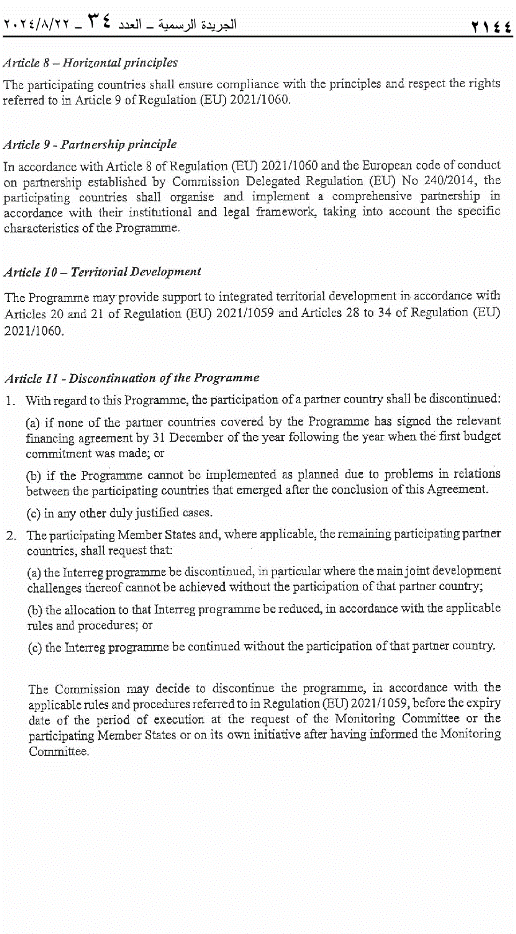 ٢١٤٤ الجريدة الرسمية ــ العدد ٣٤ ــ ٢٠٢٤/٨/٢٢
Article 8 – Horizontal principles
The participating countries shall ensure compliance with the principles and respect the rights
referred to in Article 9 of Regulation (EU) 2021/1060.
Article 9 - Partnership principle
In accordance with Article 8 of Regulation (EU) 2021/1060 and the European code of conduct
on partnership established by Commission Delegated Regulation (EU) No 240/2014, the
participating countries shall organise and implement a comprehensive partnership in
accordance with their institutional and legal framework, taking into account the specific
characteristics of the Programme.
Article 10 – Territorial Development
The Programme may provide support to integrated territorial development in accordance with
Articles 20 and 21 of Regulation (EU) 2021/1059 and Articles 28 to 34 of Regulation (EU)
2021/1060.
Article 11 - Discontinuation of the Programme
1. With regard to this Programme, the participation of a partner country shall be discontinued:
(a) if none of the partner countries covered by the Programme has signed the relevant
financing agreement by 31 December of the year following the year when the first budget
commitment was made; or
(b) if the Programme cannot be implemented as planned due to problems in relations
between the participating countries that emerged after the conclusion of this Agreement.
(c) in any other duly justified cases.
2. The participating Member States and, where applicable, the remaining participating partner
countries, shall request that:
(a) the Interreg programme be discontinued, in particular where the main joint development
challenges thereof cannot be achieved without the participation of that partner country;
(b) the allocation to that Interreg programme be reduced, in accordance with the applicable
rules and procedures; or
(c) the Interreg programme be continued without the participation of that partner country.
The Commission may decide to discontinue the programme, in accordance with the
applicable rules and procedures referred to in Regulation (EU) 2021/1059, before the expiry
date of the period of execution at the request of the Monitoring Committee or the
participating Member States or on its own initiative after having informed the Monitoring
Committee.